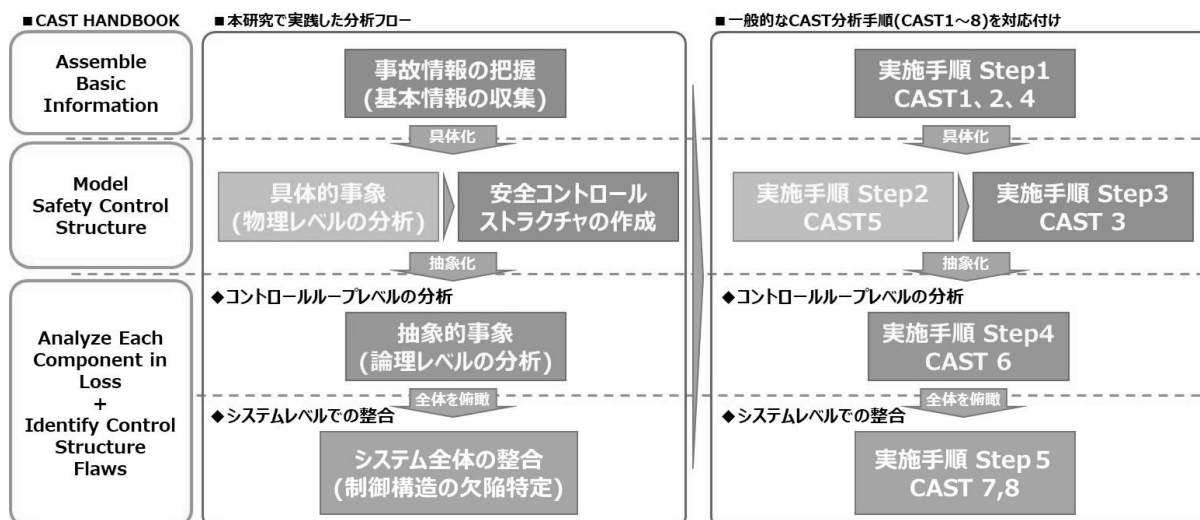 ■CAST HANDBOOK
Assemble
Basic
Information
Model
Safety Control
Structure
Analyze Each
Component in
Loss
+
Identify Control
Structure
Flaws
■本研究で実践した分析フロー
事故情報の把握
(基本情報の収集)
具体化
具体的事象
(物理レベルの分析)
安全コントロール
ストラクチャの作成
抽象化
◆コントロールループレベルの分析
抽象的事象
(論理レベルの分析)
全体を俯瞰
◆システムレベルでの整合
システム全体の整合
(制御構造の欠陥特定)
■一般的なCAST分析手順(CAST1～8)を対応付け
実施手順 Step1
CAST1、2、4
具体化
実施手順 Step2
CAST5
実施手順 Step3
CAST 3
抽象化
◆コントロールループレベルの分析
実施手順 Step4
CAST 6
全体を俯瞰
◆システムレベルでの整合
実施手順 Step 5
CAST 7,8